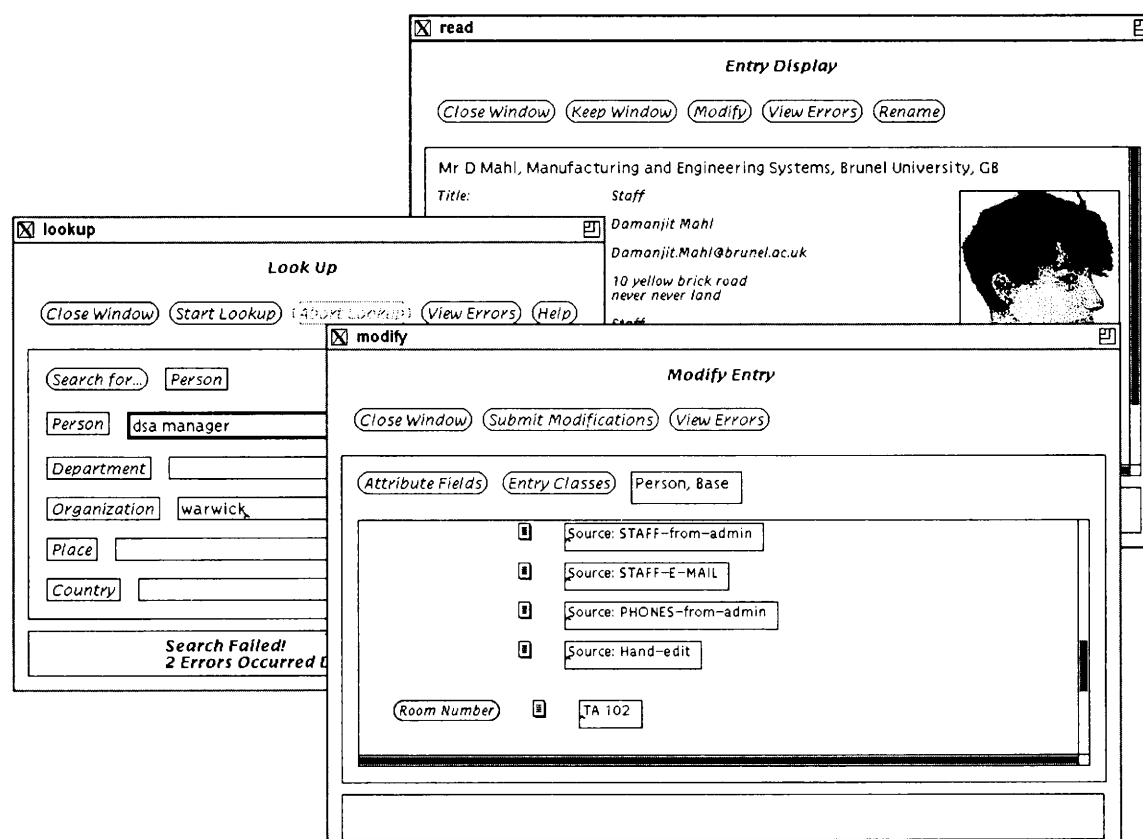 read
Entry Display
Close Window Keep Window Modify View Errors Rename
Mr D Mahl, Manufacturing and Engineering Systems, Brunel University, GB
Title: Staff
Damanjit Mahl
Damanjit.Mahl@brunel.ac.uk
10 yellow brick road
never never land
Staff
lookup
Look Up
Close Window Start Lookup Abort Lookup View Errors Help
Search for... Person
Person dsa manager
Department
Organization warwick
Place
Country
Search Failed!
2 Errors Occurred
modify
Modify Entry
Close Window Submit Modifications View Errors
Attribute Fields Entry Classes Person, Base
Source: STAFF-from-admin
Source: STAFF-E-MAIL
Source: PHONES-from-admin
Source: Hand-edit
Room Number TA 102